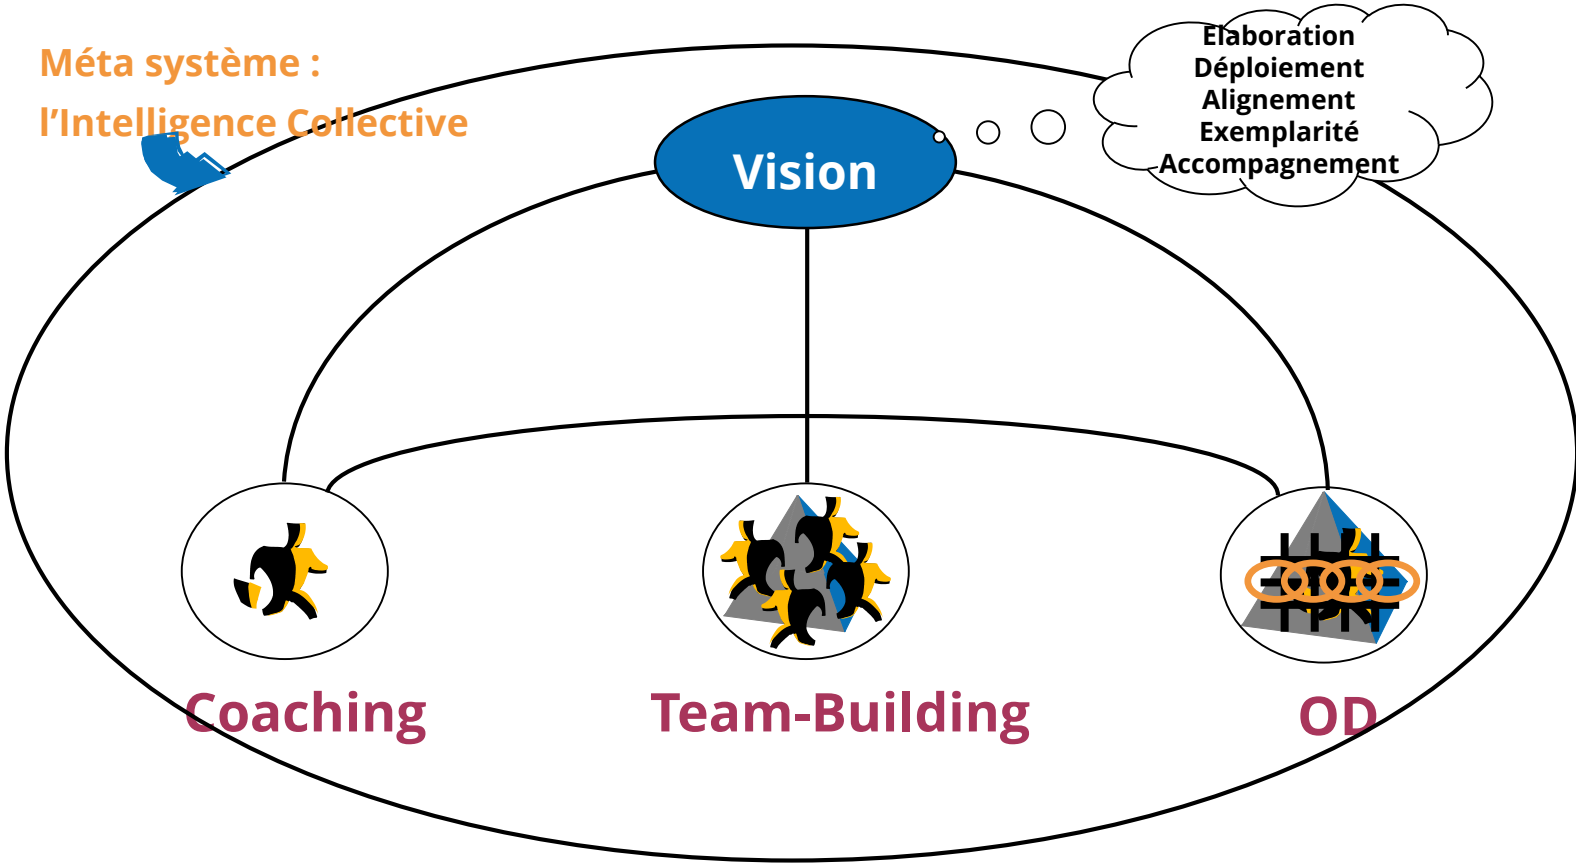 Méta système :
l’Intelligence Collective
Elaboration
Déploiement
Alignement
Exemplarité
Accompagnement
Vision
Coaching
Team-Building
OD